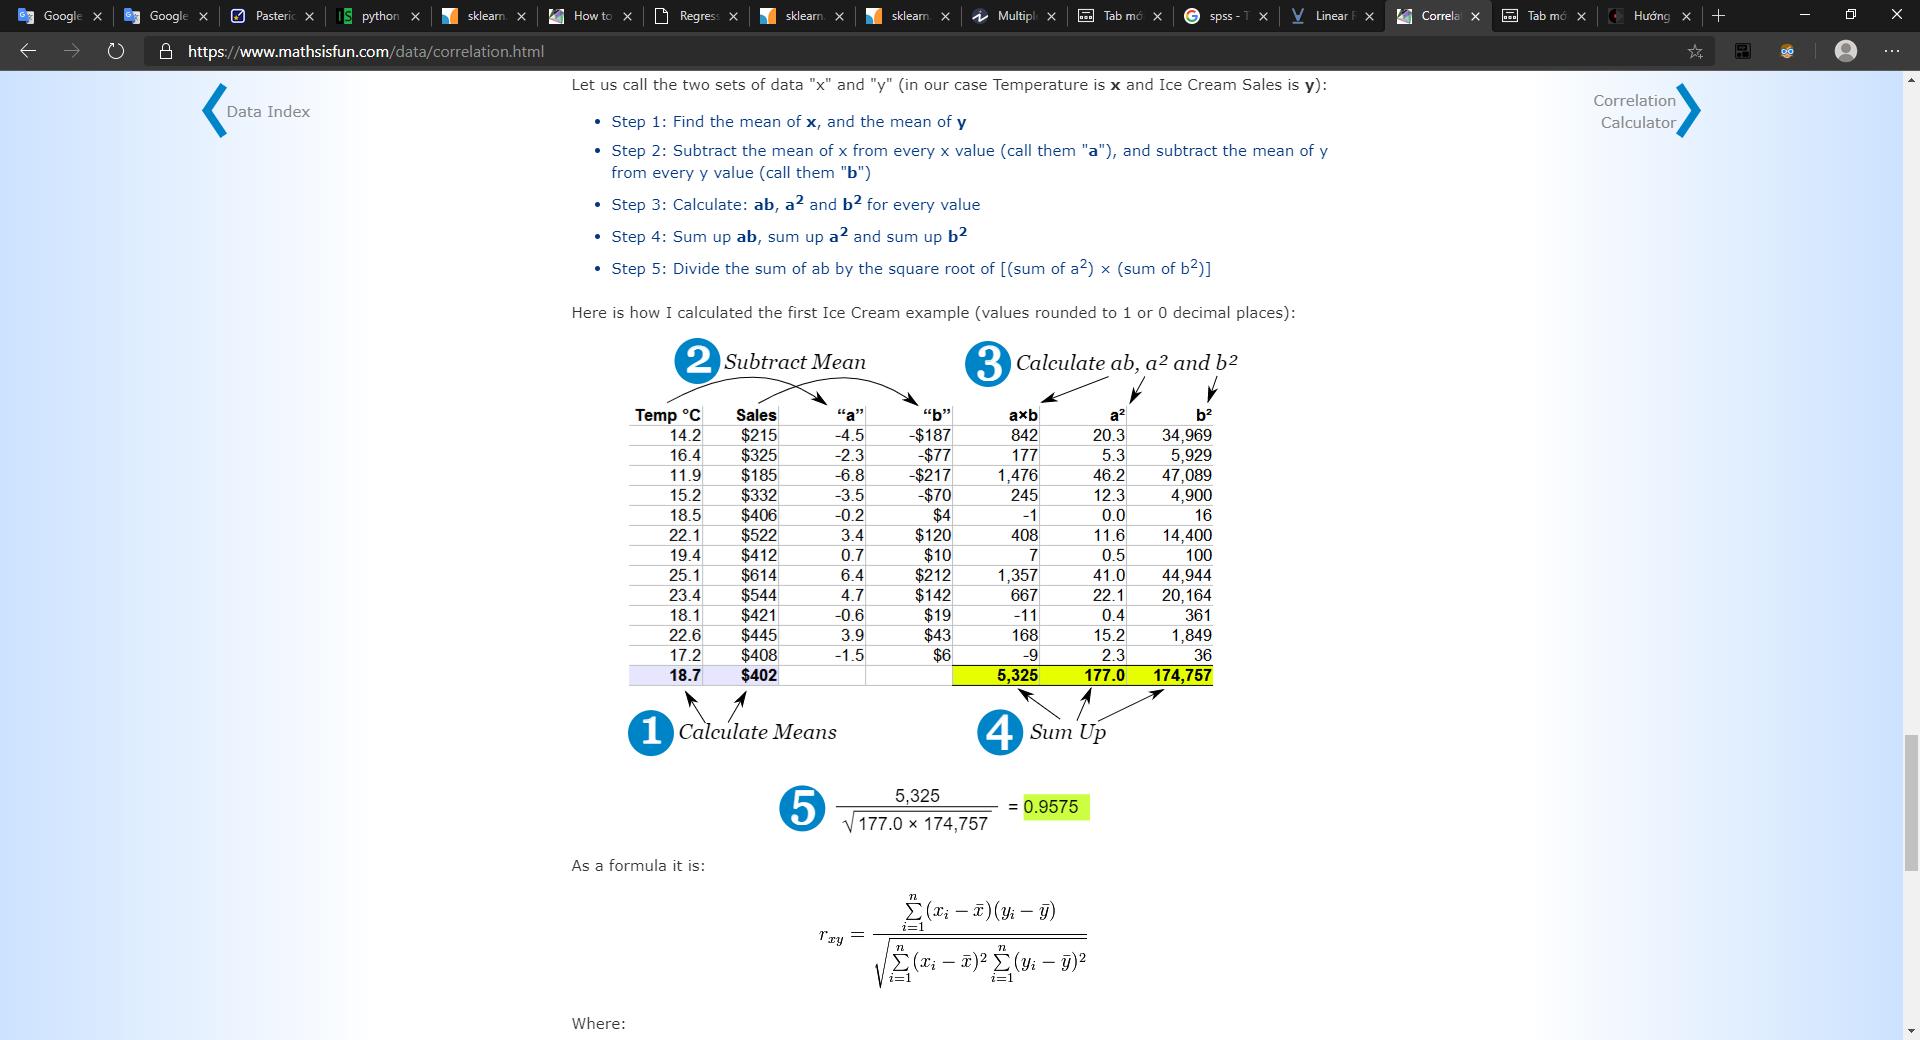 Google
Google
Pasteric
python
sklearn.
How to
Regress
sklearn.
sklearn.
Multipl
Tab mớ
spss - T
Linear
Correla
Tab mớ
Hướng
https://www.mathsisfun.com/data/correlation.html
Data Index
Correlation
Calculator
Let us call the two sets of data "x" and "y" (in our case Temperature is x and Ice Cream Sales is y):
• Step 1: Find the mean of x, and the mean of y
• Step 2: Subtract the mean of x from every x value (call them "a"), and subtract the mean of y
from every y value (call them "b")
• Step 3: Calculate: ab, a² and b² for every value
• Step 4: Sum up ab, sum up a² and sum up b²
• Step 5: Divide the sum of ab by the square root of [(sum of a²) × (sum of b²)]
Here is how I calculated the first Ice Cream example (values rounded to 1 or 0 decimal places):
2 Subtract Mean 3 Calculate ab, a² and b²
Temp °C Sales “a” “b” a×b a² b²
14.2 $215 -4.5 -$187 842 20.3 34,969
16.4 $325 -2.3 -$77 177 5.3 5,929
11.9 $185 -6.8 -$217 1,476 46.2 47,089
15.2 $332 -3.5 -$70 245 12.3 4,900
18.5 $406 -0.2 $4 -1 0.0 16
22.1 $522 3.4 $120 408 11.6 14,400
19.4 $412 0.7 $10 7 0.5 100
25.1 $614 6.4 $212 1,357 41.0 44,944
23.4 $544 4.7 $142 667 22.1 20,164
18.1 $421 -0.6 $19 -11 0.4 361
22.6 $445 3.9 $43 168 15.2 1,849
17.2 $408 -1.5 $6 -9 2.3 36
18.7 $402 5,325 177.0 174,757
1 Calculate Means 4 Sum Up
5 5,325 / √177.0 × 174,757 = 0.9575
As a formula it is:
r_xy = ∑_{i=1}^{n} (x_i − x̄)(y_i − ȳ) / √∑_{i=1}^{n} (x_i − x̄)² ∑_{i=1}^{n} (y_i − ȳ)²
Where: